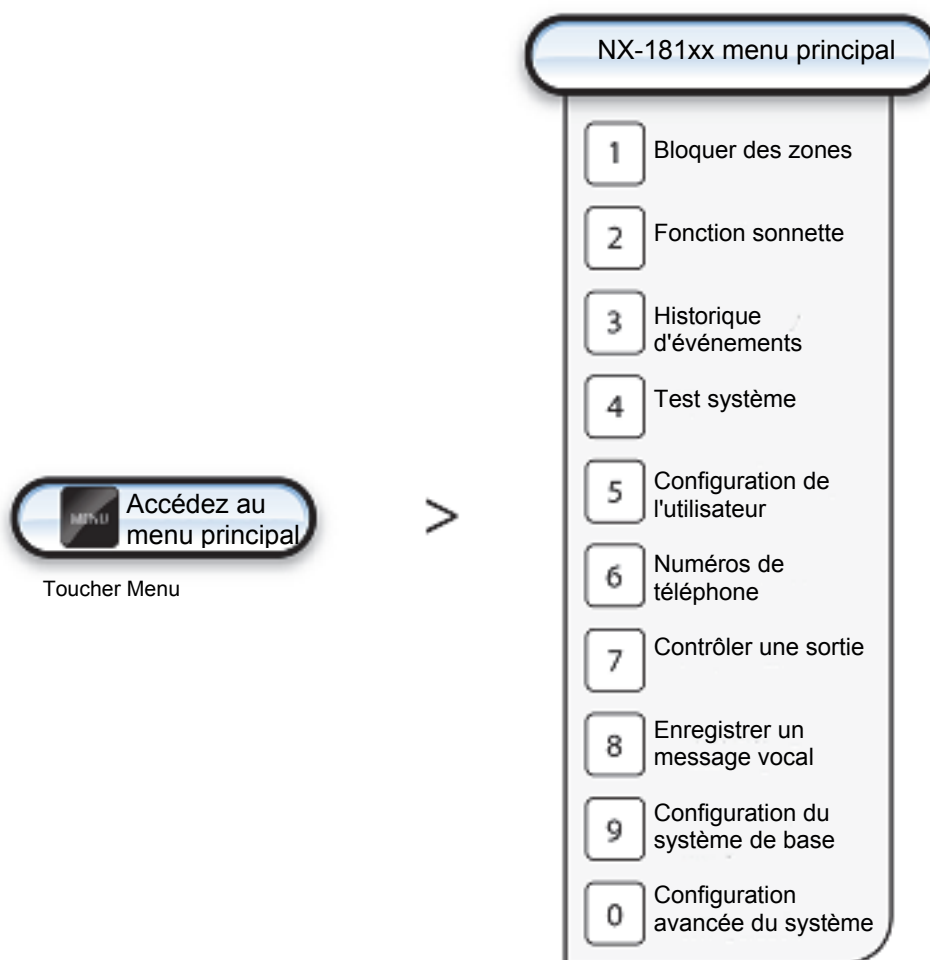 NX-181xx menu principal
1 Bloquer des zones
2 Fonction sonnette
3 Historique
d'événements
4 Test système
5 Configuration de
l'utilisateur
6 Numéros de
téléphone
7 Contrôler une sortie
8 Enregistrer un
message vocal
9 Configuration du
système de base
0 Configuration
avancée du système
MENU Accédez au
menu principal
>
Toucher Menu